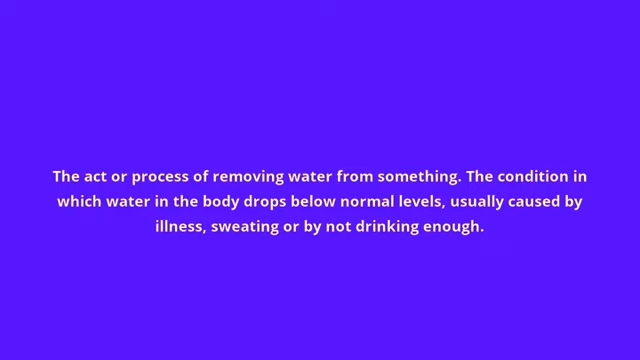 The act or process of removing water from something. The condition in
which water in the body drops below normal levels, usually caused by
illness, sweating or by not drinking enough.